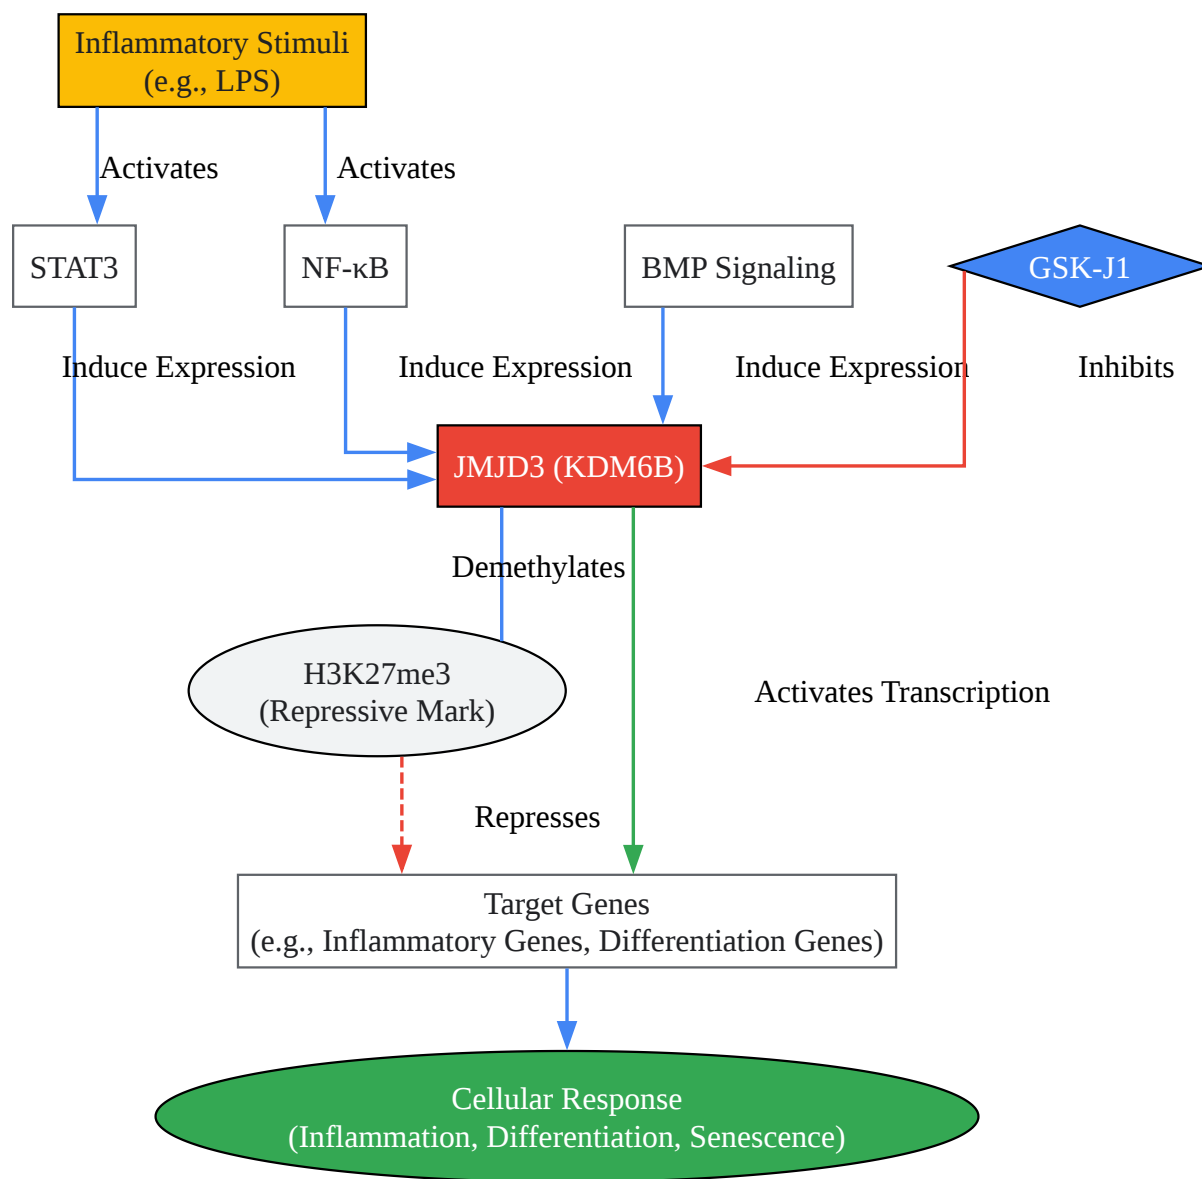 Inflammatory Stimuli
(e.g., LPS)
Activates
Activates
STAT3
NF-κB
BMP Signaling
GSK-J1
Induce Expression
Induce Expression
Induce Expression
Inhibits
JMJD3 (KDM6B)
Demethylates
H3K27me3
(Repressive Mark)
Activates Transcription
Represses
Target Genes
(e.g., Inflammatory Genes, Differentiation Genes)
Cellular Response
(Inflammation, Differentiation, Senescence)